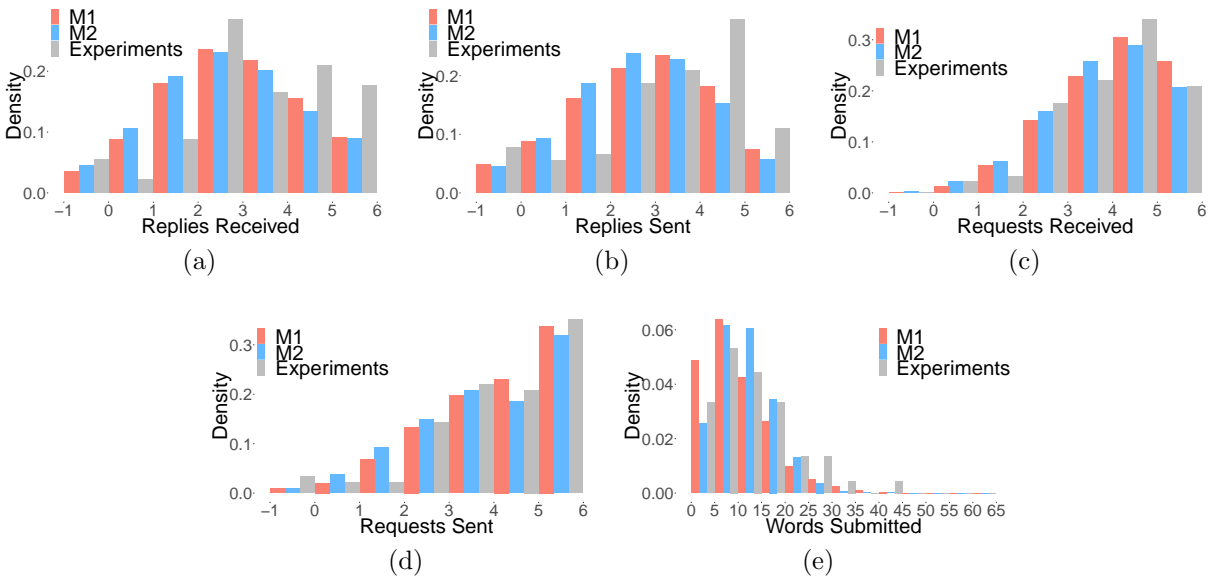 M1
M2
Experiments
Density
0.2
0.1
0.0
−1 0 1 2 3 4 5 6
Replies Received
(a)
M1
M2
Experiments
Density
0.2
0.1
0.0
−1 0 1 2 3 4 5 6
Replies Sent
(b)
M1
M2
Experiments
Density
0.3
0.2
0.1
0.0
−1 0 1 2 3 4 5 6
Requests Received
(c)
M1
M2
Experiments
Density
0.3
0.2
0.1
0.0
−1 0 1 2 3 4 5 6
Requests Sent
(d)
M1
M2
Experiments
Density
0.06
0.04
0.02
0.00
0 5 10 15 20 25 30 35 40 45 50 55 60 65
Words Submitted
(e)